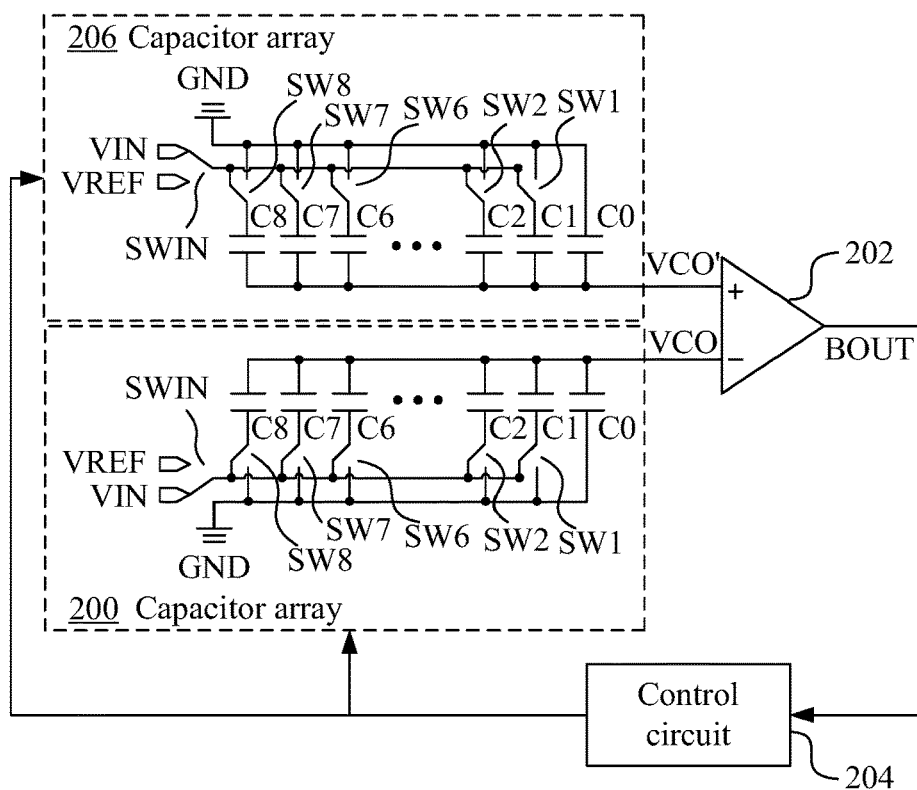 206 Capacitor array
GND
SW8
SW7
SW6
SW2
SW1
VIN
VREF
SWIN
C8
C7
C6
C2
C1
C0
VCO'
202
+
VCO
−
BOUT
SWIN
C8
C7
C6
C2
C1
C0
VREF
VIN
GND
SW8
SW7
SW6
SW2
SW1
200 Capacitor array
Control
circuit
204